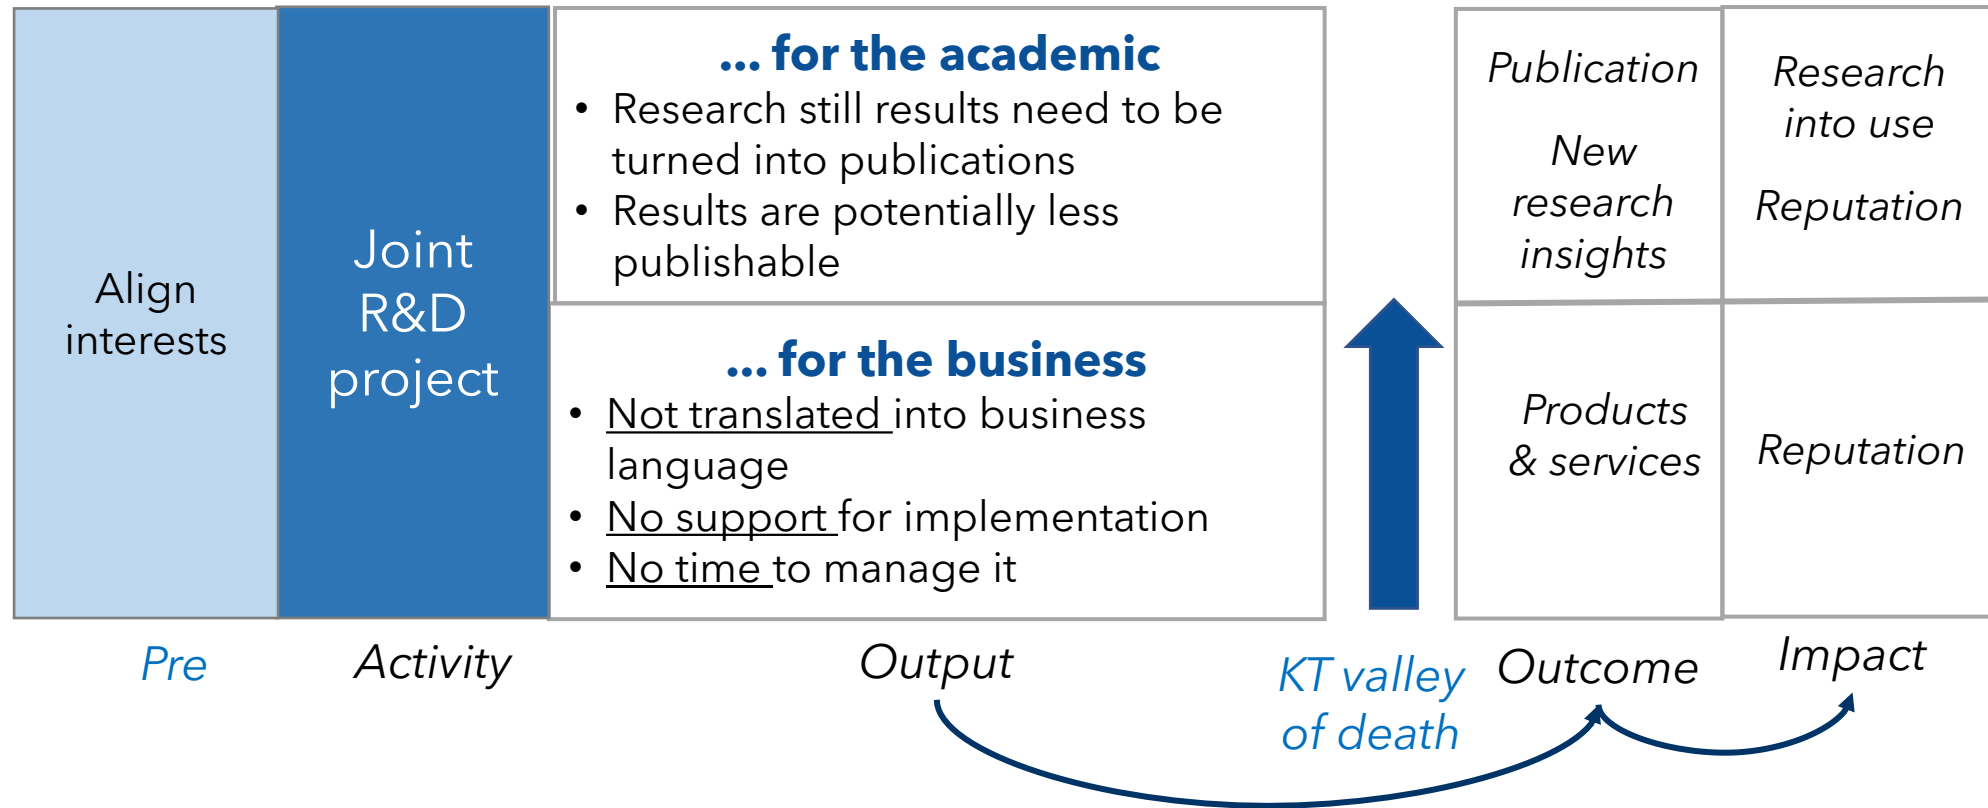 Align
interests
Joint
R&D
project
... for the academic
• Research still results need to be
turned into publications
• Results are potentially less
publishable
... for the business
• Not translated into business
language
• No support for implementation
• No time to manage it
Publication
New
research
insights
Research
into use
Reputation
Products
& services
Reputation
Pre
Activity
Output
KT valley
of death
Outcome
Impact